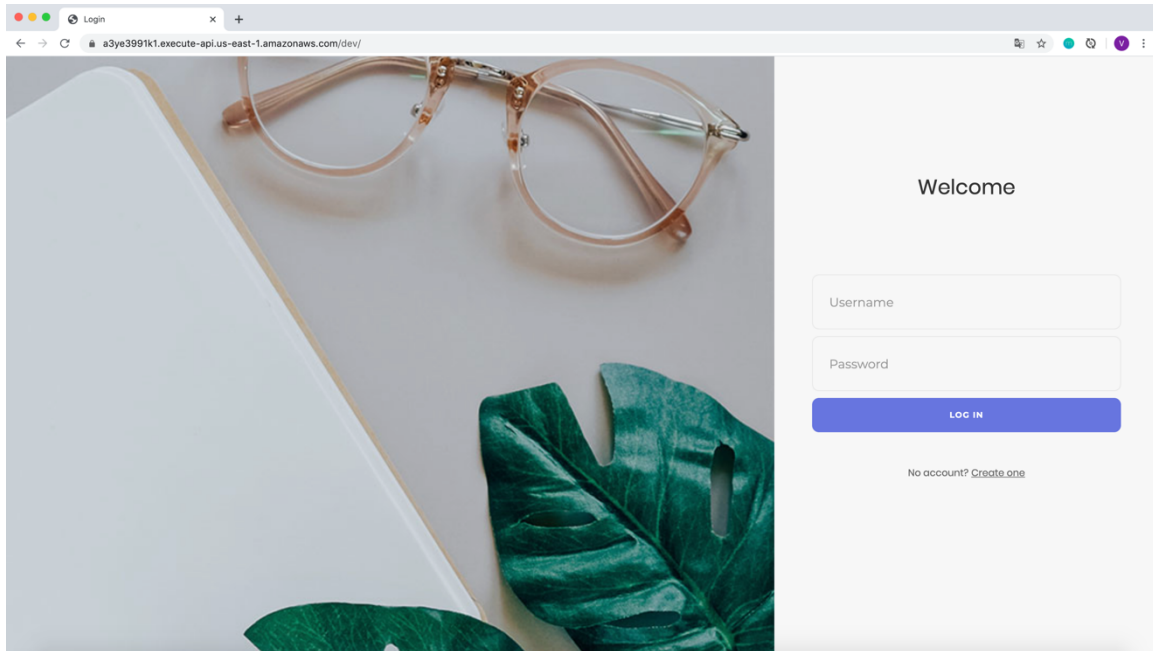 Login
a3ye3991k1.execute-api.us-east-1.amazonaws.com/dev/
V
Welcome
Username
Password
LOG IN
No account? Create one